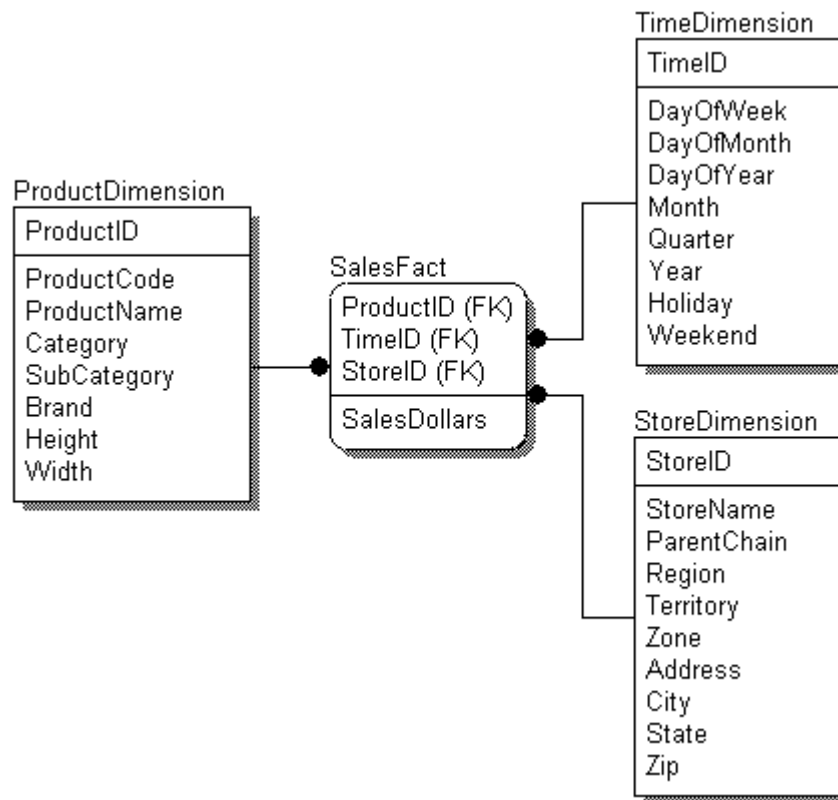 ProductDimension
ProductID
ProductCode
ProductName
Category
SubCategory
Brand
Height
Width
SalesFact
ProductID (FK)
TimeID (FK)
StoreID (FK)
SalesDollars
TimeDimension
TimeID
DayOfWeek
DayOfMonth
DayOfYear
Month
Quarter
Year
Holiday
Weekend
StoreDimension
StoreID
StoreName
ParentChain
Region
Territory
Zone
Address
City
State
Zip